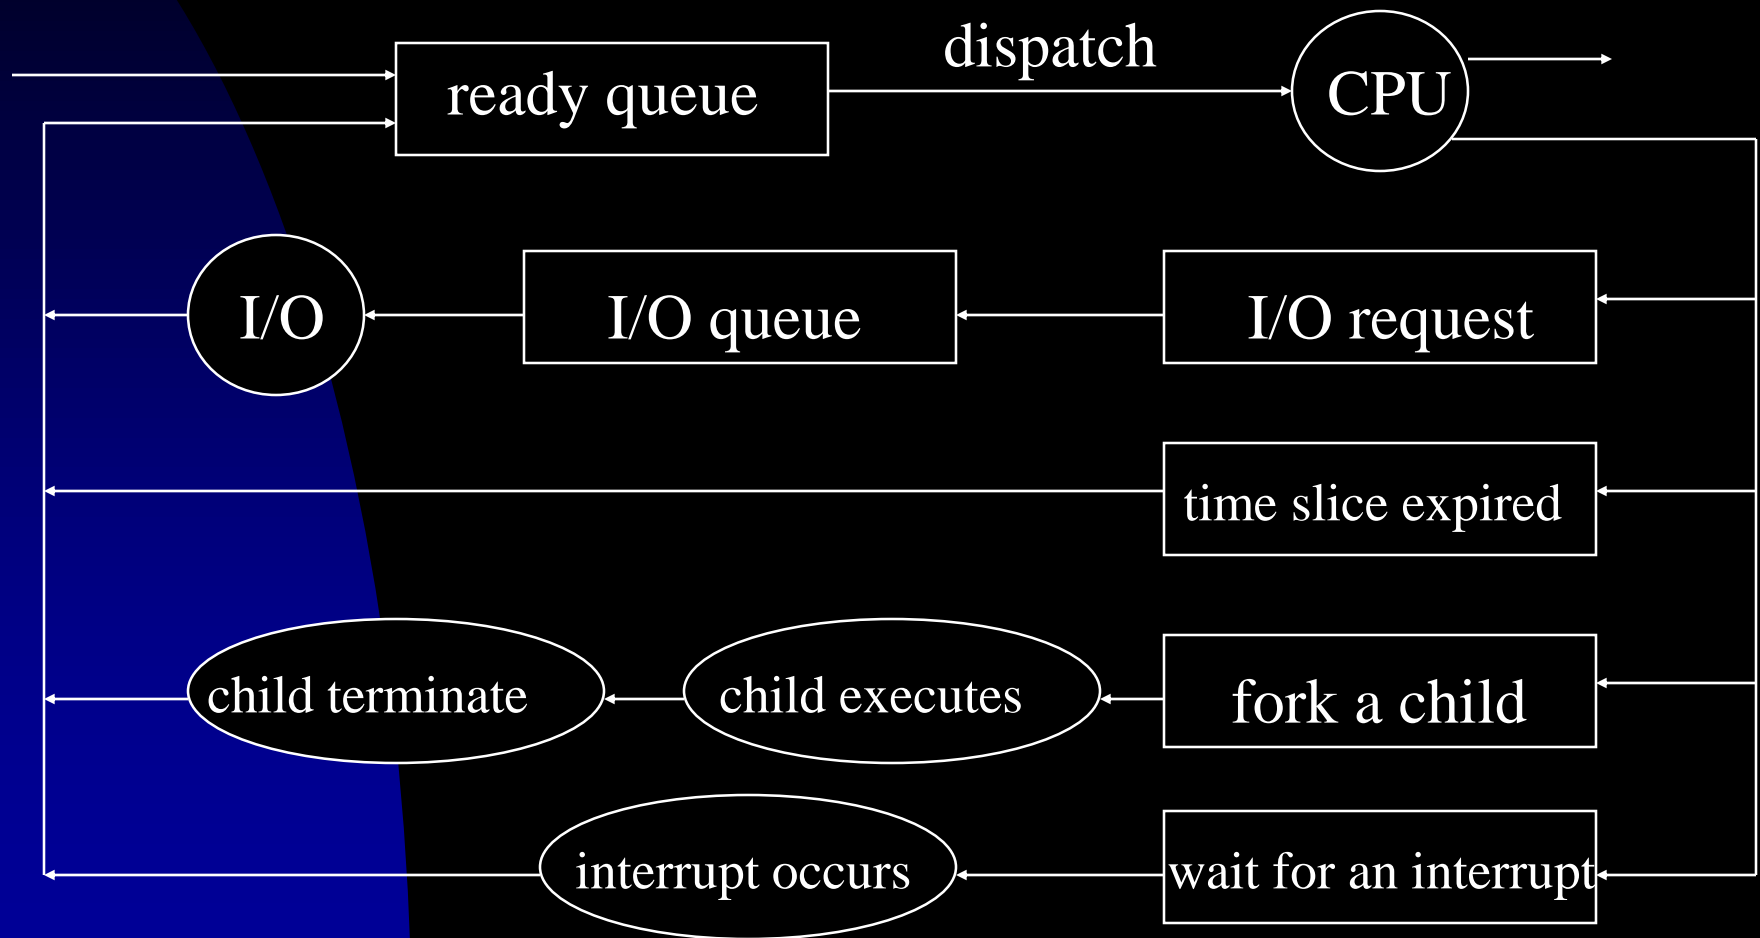 dispatch
ready queue
CPU
I/O
I/O queue
I/O request
time slice expired
child terminate
child executes
fork a child
interrupt occurs
wait for an interrupt